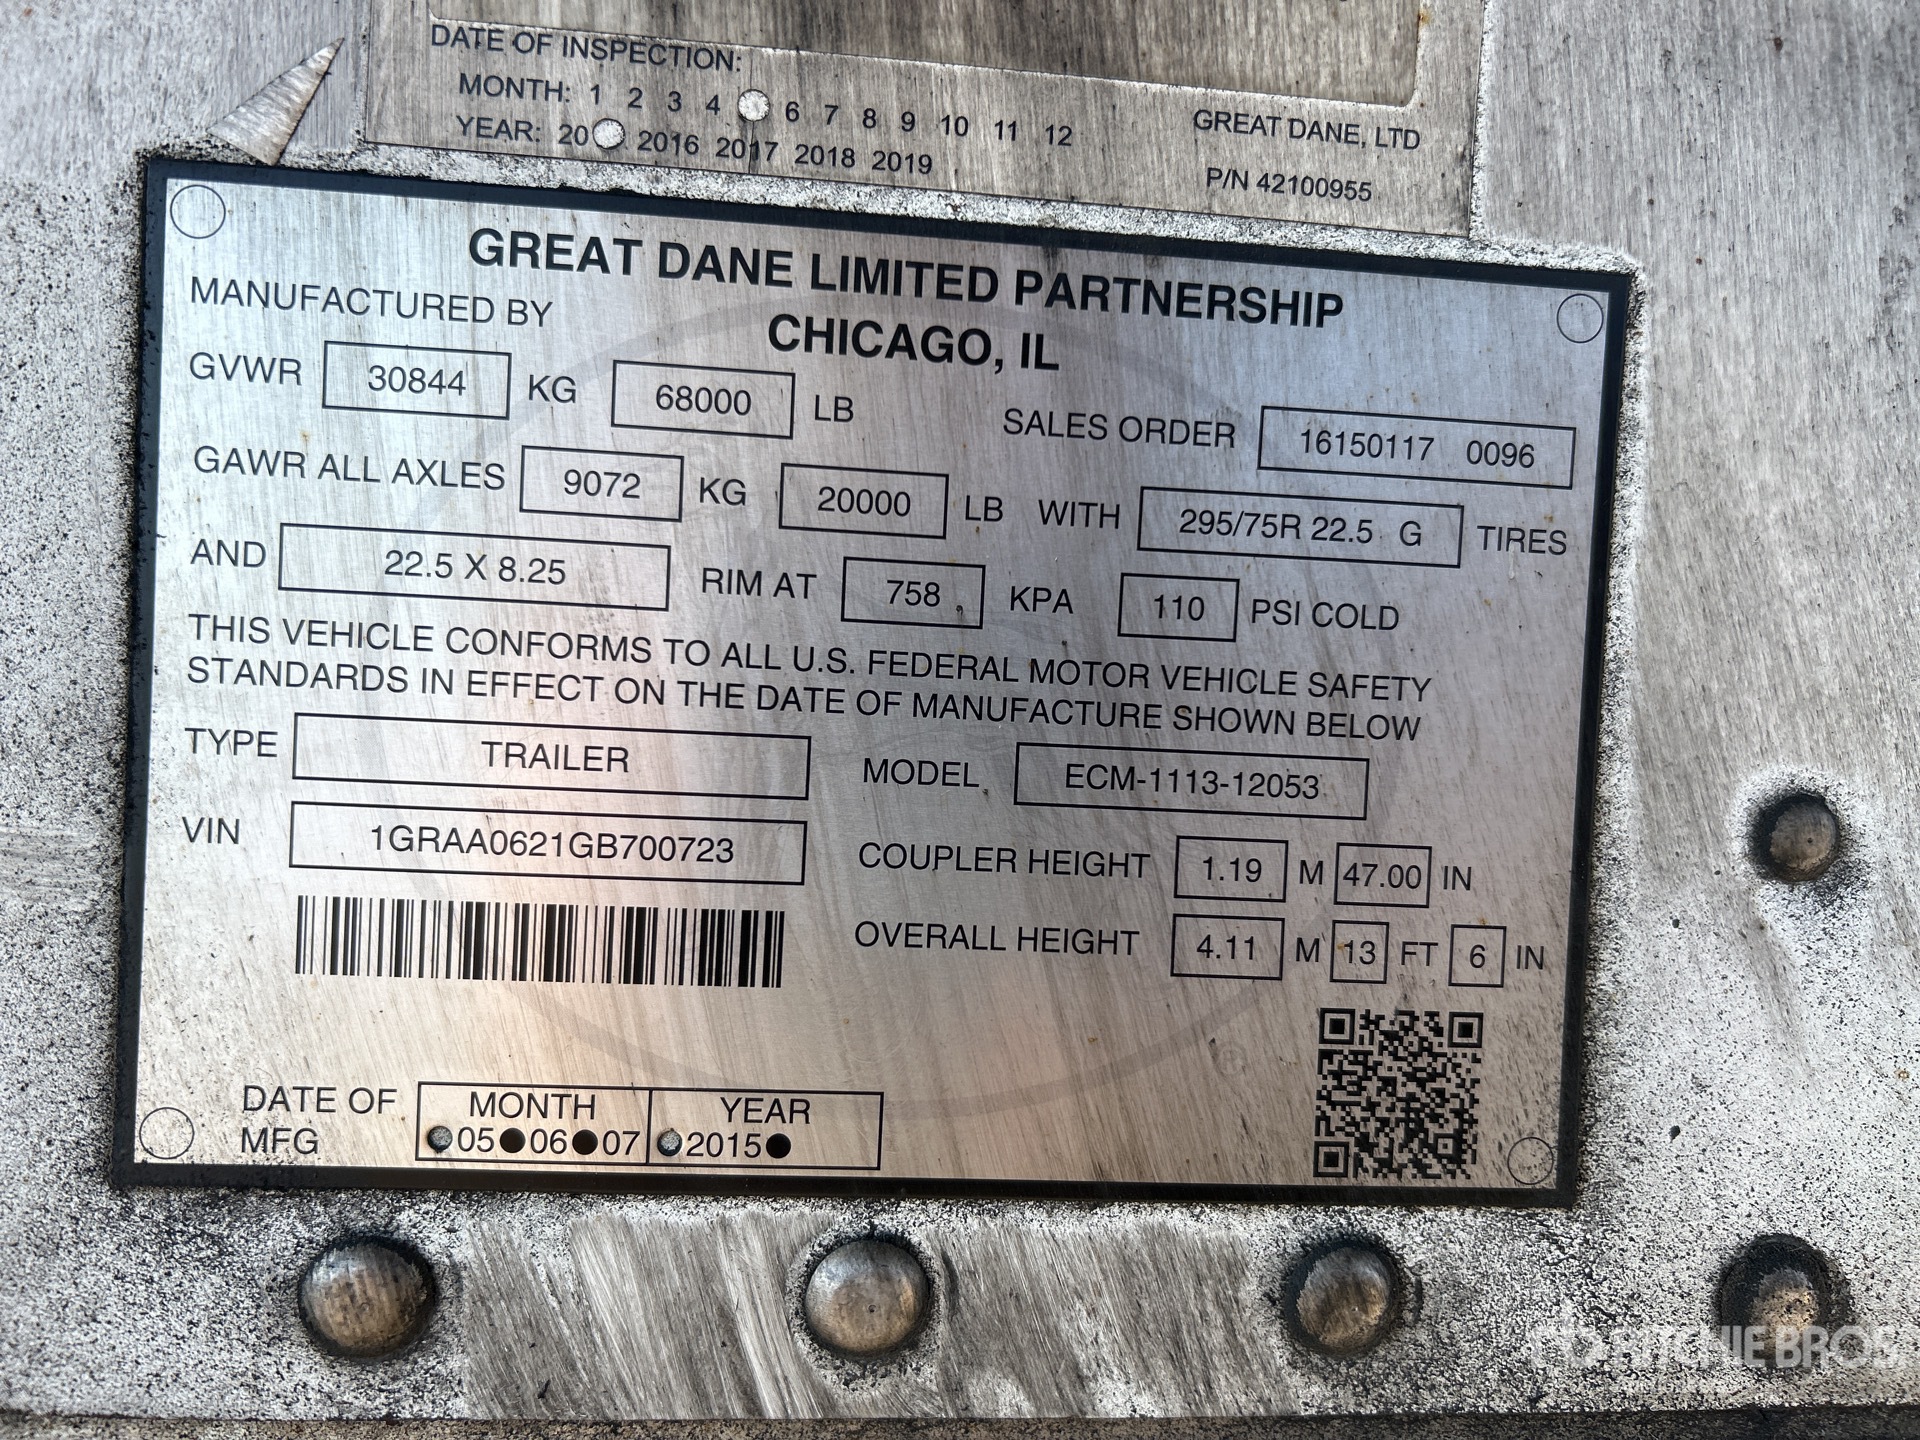 DATE OF INSPECTION:
MONTH: 1 2 3 4 6 7 8 9 10 11 12
YEAR: 20 2016 2017 2018 2019
GREAT DANE, LTD
P/N 42100955
GREAT DANE LIMITED PARTNERSHIP
MANUFACTURED BY CHICAGO, IL
GVWR 30844 KG 68000 LB SALES ORDER 16150117 0096
GAWR ALL AXLES 9072 KG 20000 LB WITH 295/75R 22.5 G TIRES
AND 22.5 X 8.25 RIM AT 758 KPA 110 PSI COLD
THIS VEHICLE CONFORMS TO ALL U.S. FEDERAL MOTOR VEHICLE SAFETY
STANDARDS IN EFFECT ON THE DATE OF MANUFACTURE SHOWN BELOW
TYPE TRAILER MODEL ECM-1113-12053
VIN 1GRAA0621GB700723
COUPLER HEIGHT 1.19 M 47.00 IN
OVERALL HEIGHT 4.11 M 13 FT 6 IN
DATE OF MFG
MONTH YEAR
05 06 07 2015
RITCHIE BROS.